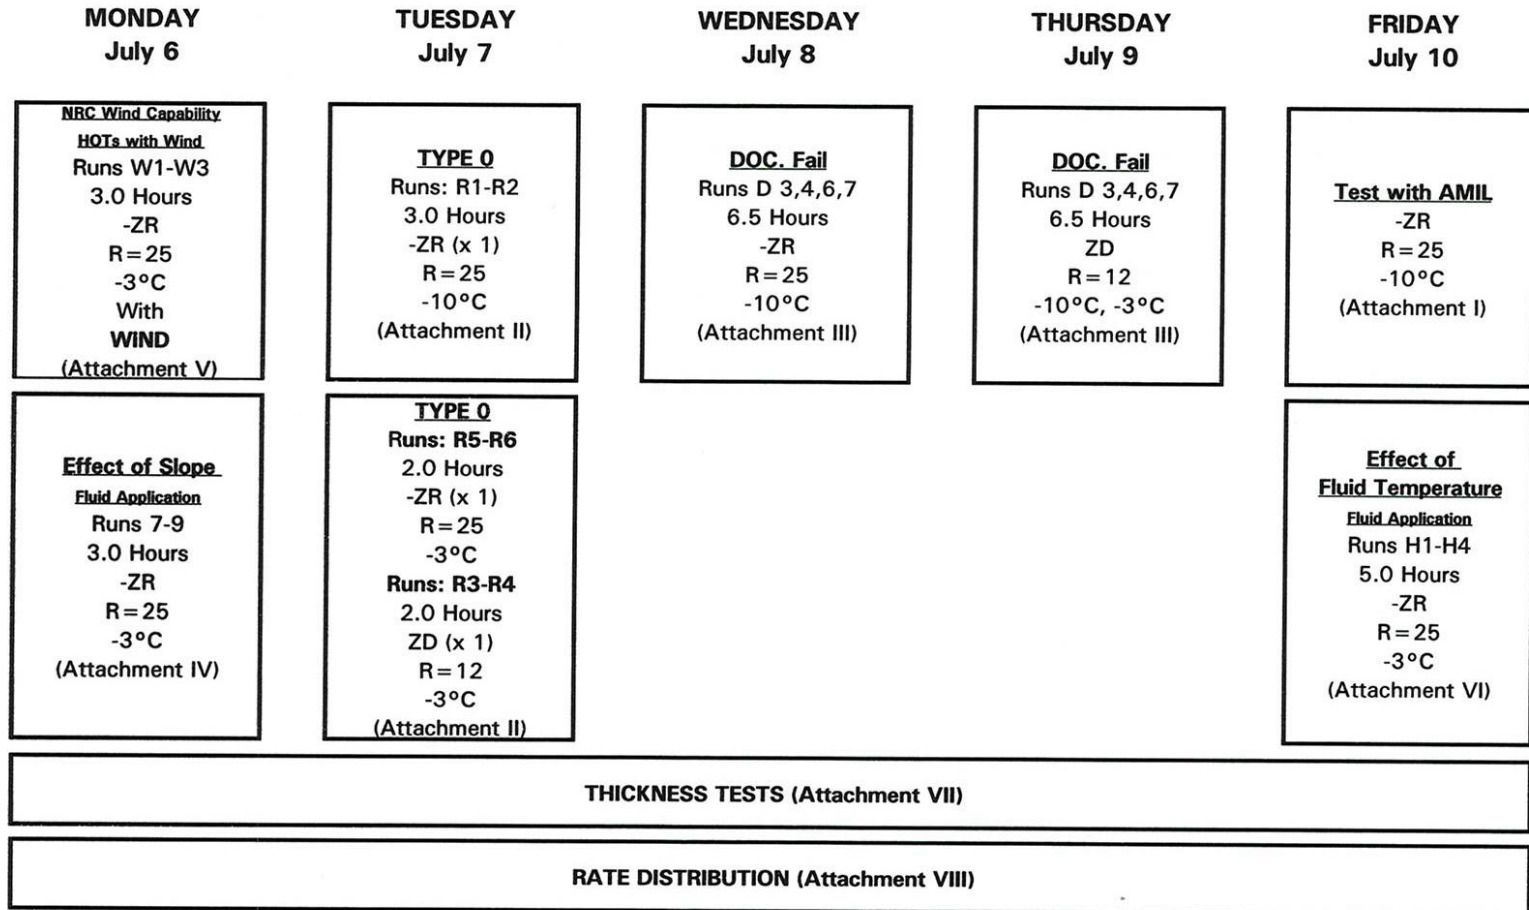 MONDAY
July 6
TUESDAY
July 7
WEDNESDAY
July 8
THURSDAY
July 9
FRIDAY
July 10
NRC Wind Capability
HOTs with Wind
Runs W1-W3
3.0 Hours
-ZR
R=25
-3°C
With
WIND
(Attachment V)
TYPE 0
Runs: R1-R2
3.0 Hours
-ZR (x 1)
R=25
-10°C
(Attachment II)
DOC. Fail
Runs D 3,4,6,7
6.5 Hours
-ZR
R=25
-10°C
(Attachment III)
DOC. Fail
Runs D 3,4,6,7
6.5 Hours
ZD
R=12
-10°C, -3°C
(Attachment III)
Test with AMIL
-ZR
R=25
-10°C
(Attachment I)
Effect of Slope
Fluid Application
Runs 7-9
3.0 Hours
-ZR
R=25
-3°C
(Attachment IV)
TYPE 0
Runs: R5-R6
2.0 Hours
-ZR (x 1)
R=25
-3°C
Runs: R3-R4
2.0 Hours
ZD (x 1)
R=12
-3°C
(Attachment II)
Effect of
Fluid Temperature
Fluid Application
Runs H1-H4
5.0 Hours
-ZR
R=25
-3°C
(Attachment VI)
THICKNESS TESTS (Attachment VII)
RATE DISTRIBUTION (Attachment VIII)